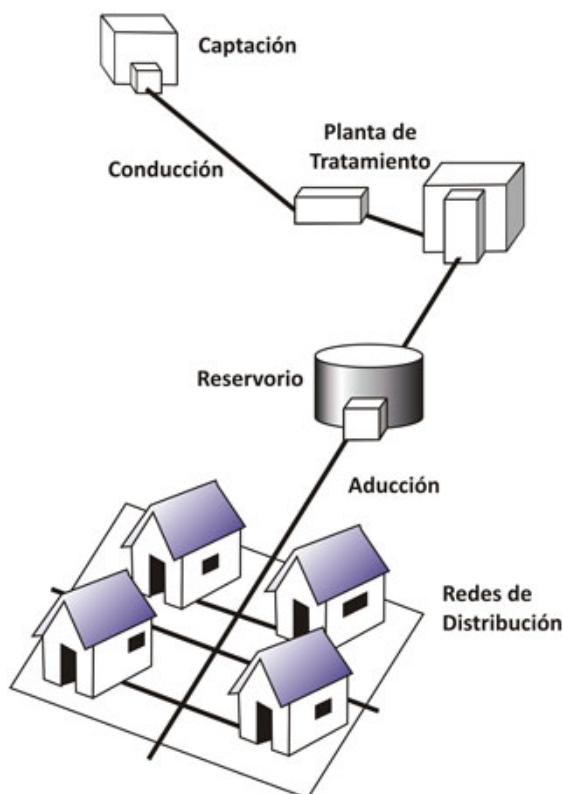 Captación
Planta de
Tratamiento
Conducción
Reservorio
Aducción
Redes de
Distribución